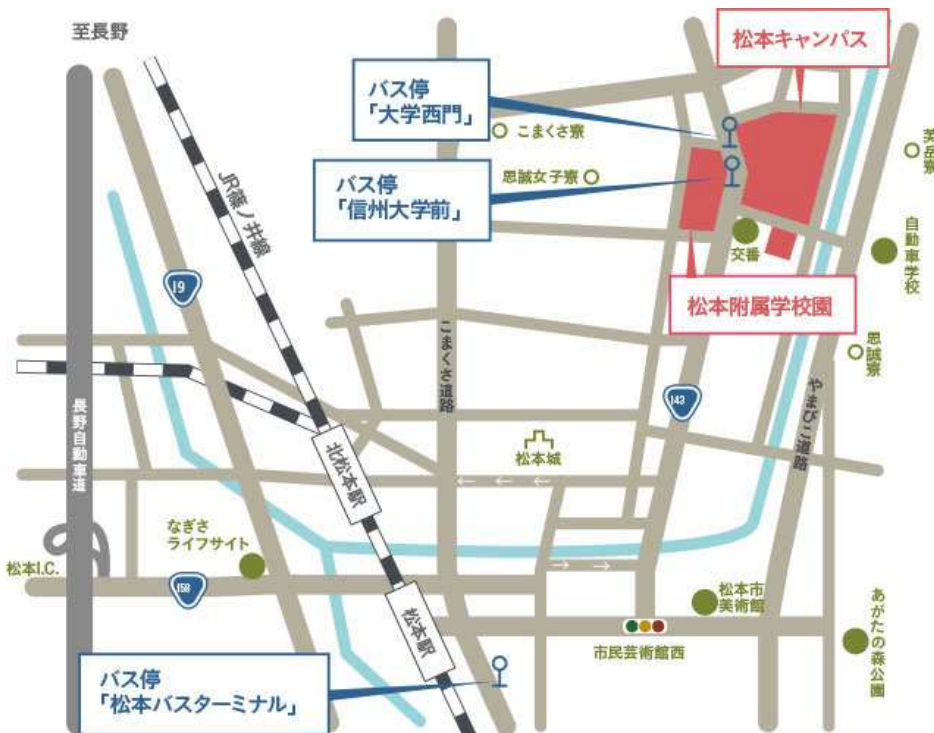 至長野
松本キャンパス
バス停
「大学西門」
こまくさ寮
思誠女子寮
バス停
「信州大学前」
芙岳寮
自動車学校
交番
松本附属学校園
思誠寮
JR篠ノ井線
19
こまくさ道路
143
やまびこ道路
長野自動車道
北松本駅
松本城
← ← ←
なぎさ
ライフサイト
松本I.C.
158
→ →
松本市
美術館
松本駅
市民芸術館西
あがたの森
公園
バス停
「松本バスターミナル」